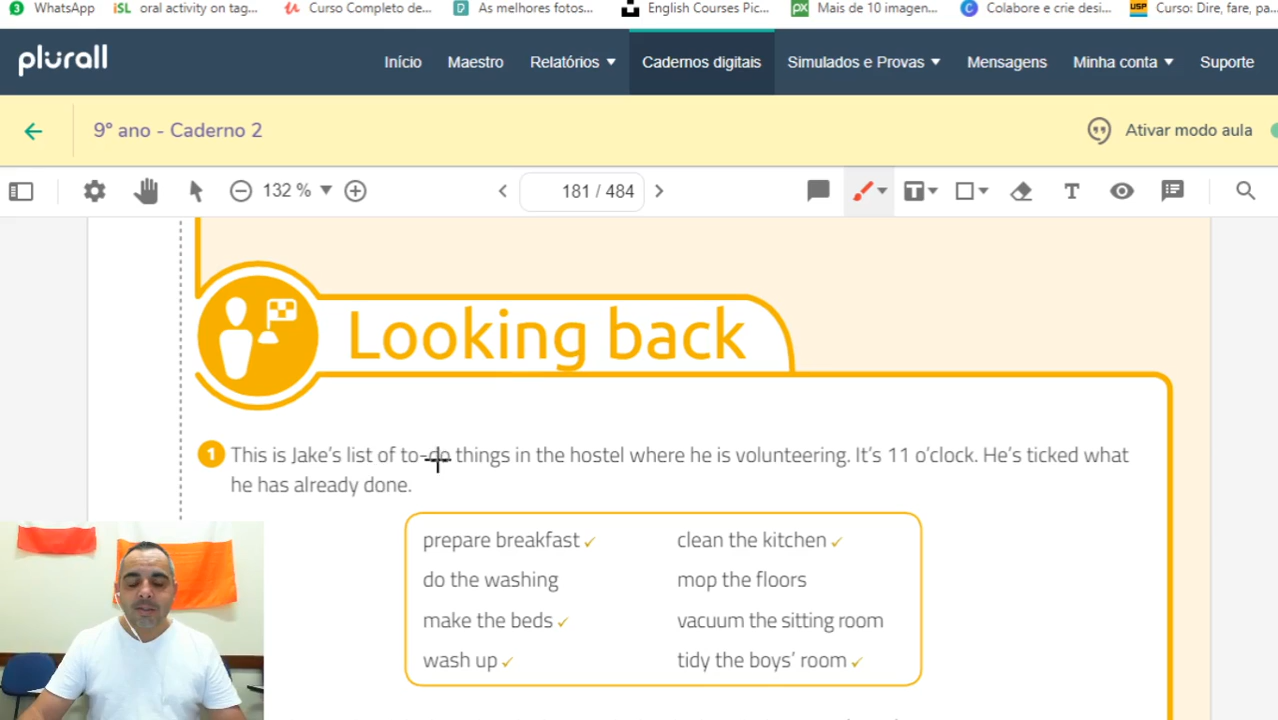 3 WhatsApp iSL oral activity on tag... Curso Completo de... As melhores fotos... English Courses Pic... px Mais de 10 imagen... Colabore e crie desi... USP Curso: Dire, fare, pa...
plurall Início Maestro Relatórios Cadernos digitais Simulados e Provas Mensagens Minha conta Suporte
9º ano - Caderno 2 Ativar modo aula
132 % 181 / 484 T T
Looking back
1 This is Jake's list of to-do things in the hostel where he is volunteering. It's 11 o'clock. He's ticked what
he has already done.
prepare breakfast ✓ clean the kitchen ✓
do the washing mop the floors
make the beds ✓ vacuum the sitting room
wash up ✓ tidy the boys' room ✓